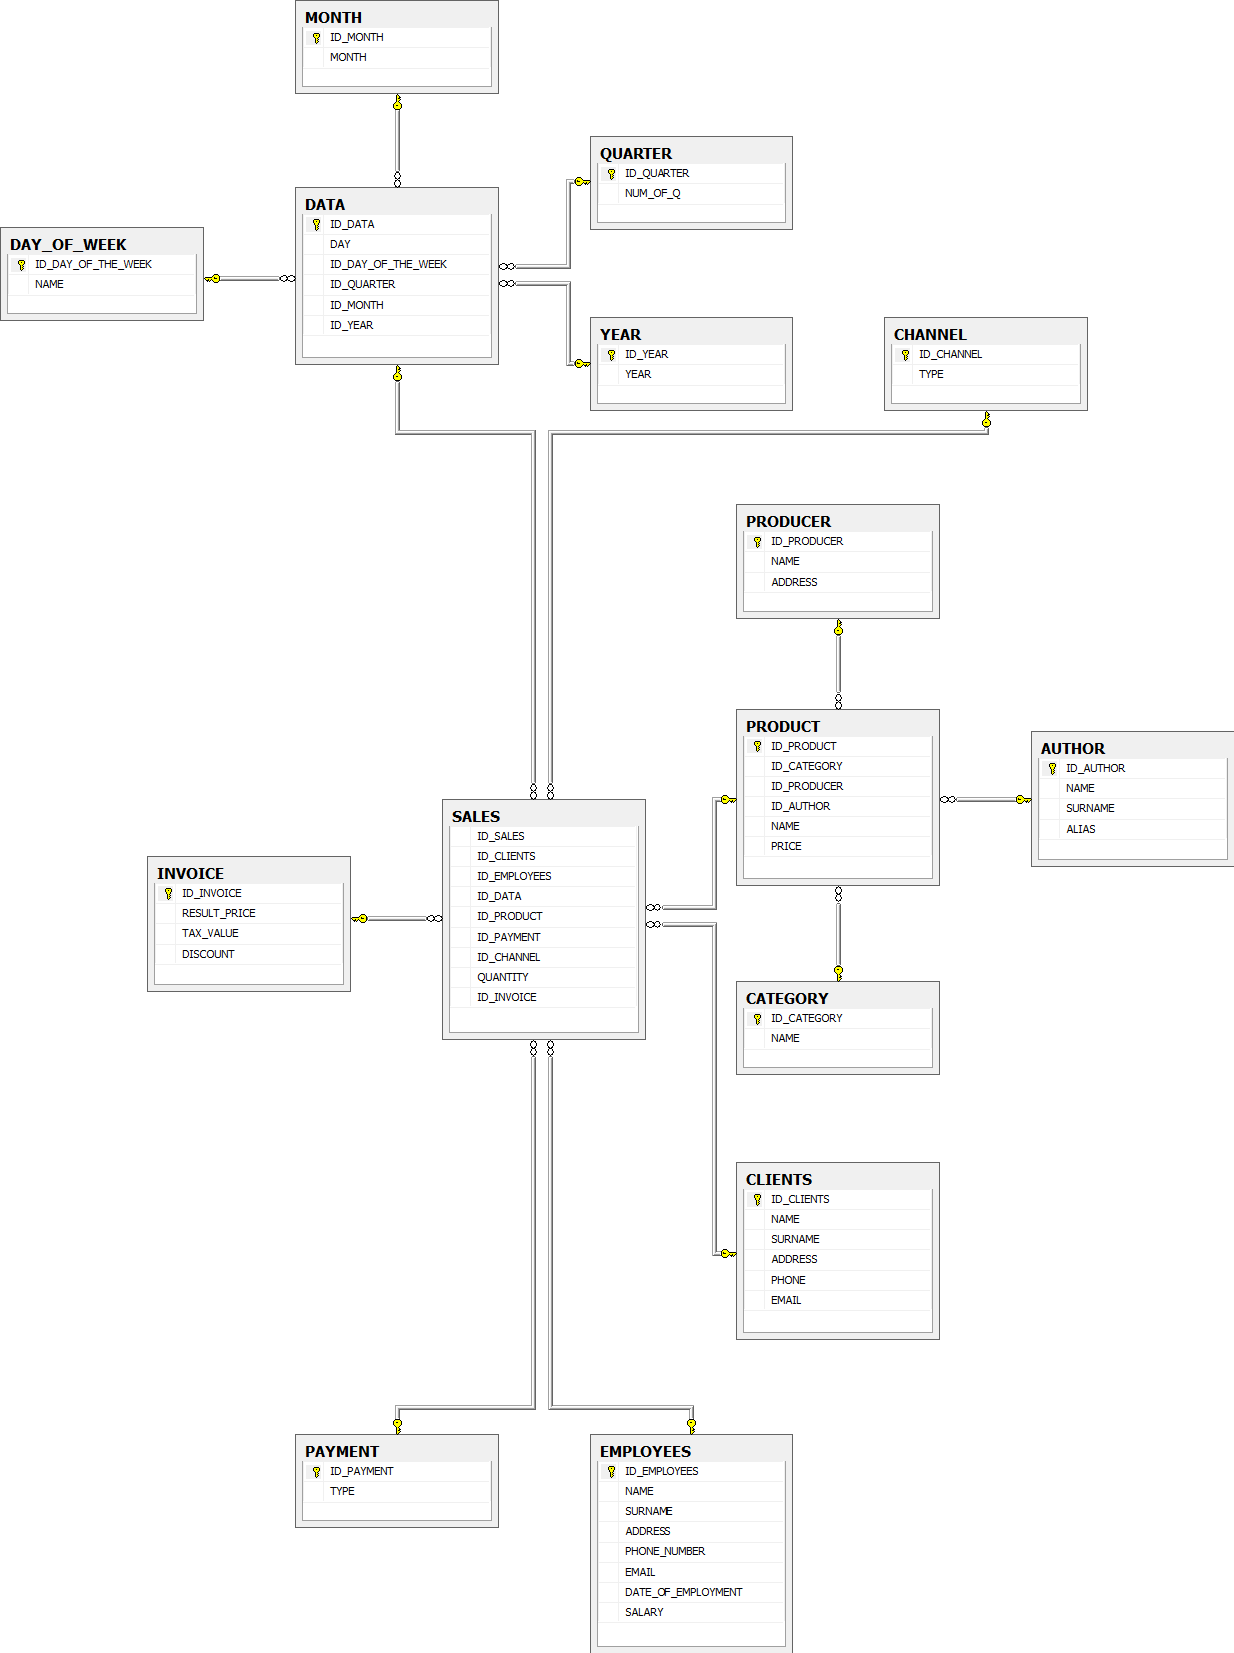 MONTH
ID_MONTH
MONTH
QUARTER
ID_QUARTER
NUM_OF_Q
DATA
ID_DATA
DAY
ID_DAY_OF_THE_WEEK
ID_QUARTER
ID_MONTH
ID_YEAR
DAY_OF_WEEK
ID_DAY_OF_THE_WEEK
NAME
YEAR
ID_YEAR
YEAR
CHANNEL
ID_CHANNEL
TYPE
PRODUCER
ID_PRODUCER
NAME
ADDRESS
PRODUCT
ID_PRODUCT
ID_CATEGORY
ID_PRODUCER
ID_AUTHOR
NAME
PRICE
AUTHOR
ID_AUTHOR
NAME
SURNAME
ALIAS
SALES
ID_SALES
ID_CLIENTS
ID_EMPLOYEES
ID_DATA
ID_PRODUCT
ID_PAYMENT
ID_CHANNEL
QUANTITY
ID_INVOICE
INVOICE
ID_INVOICE
RESULT_PRICE
TAX_VALUE
DISCOUNT
CATEGORY
ID_CATEGORY
NAME
CLIENTS
ID_CLIENTS
NAME
SURNAME
ADDRESS
PHONE
EMAIL
PAYMENT
ID_PAYMENT
TYPE
EMPLOYEES
ID_EMPLOYEES
NAME
SURNAME
ADDRESS
PHONE_NUMBER
EMAIL
DATE_OF_EMPLOYMENT
SALARY